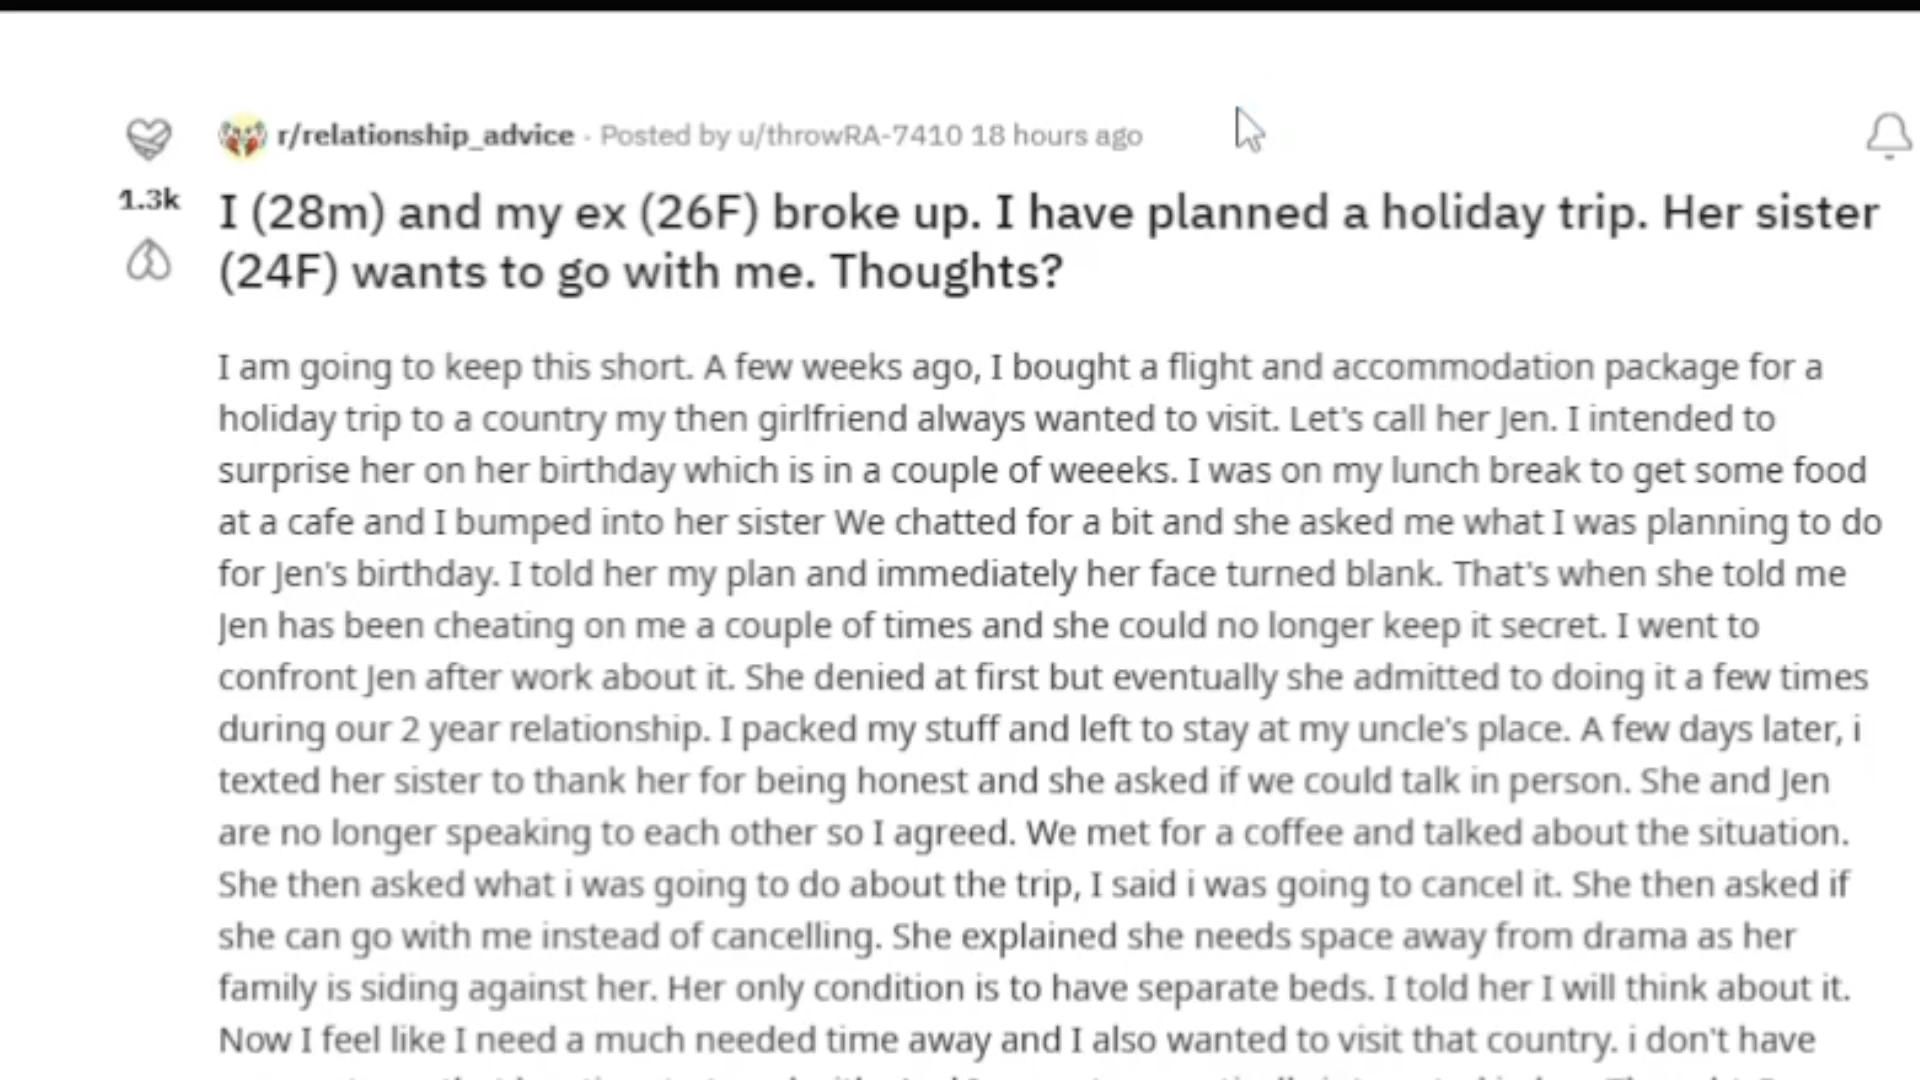 r/relationship_advice · Posted by u/throwRA-7410 18 hours ago
1.3k
I (28m) and my ex (26F) broke up. I have planned a holiday trip. Her sister
(24F) wants to go with me. Thoughts?
I am going to keep this short. A few weeks ago, I bought a flight and accommodation package for a
holiday trip to a country my then girlfriend always wanted to visit. Let's call her Jen. I intended to
surprise her on her birthday which is in a couple of weeeks. I was on my lunch break to get some food
at a cafe and I bumped into her sister We chatted for a bit and she asked me what I was planning to do
for Jen's birthday. I told her my plan and immediately her face turned blank. That's when she told me
Jen has been cheating on me a couple of times and she could no longer keep it secret. I went to
confront Jen after work about it. She denied at first but eventually she admitted to doing it a few times
during our 2 year relationship. I packed my stuff and left to stay at my uncle's place. A few days later, i
texted her sister to thank her for being honest and she asked if we could talk in person. She and Jen
are no longer speaking to each other so I agreed. We met for a coffee and talked about the situation.
She then asked what i was going to do about the trip, I said i was going to cancel it. She then asked if
she can go with me instead of cancelling. She explained she needs space away from drama as her
family is siding against her. Her only condition is to have separate beds. I told her I will think about it.
Now I feel like I need a much needed time away and I also wanted to visit that country. i don't have